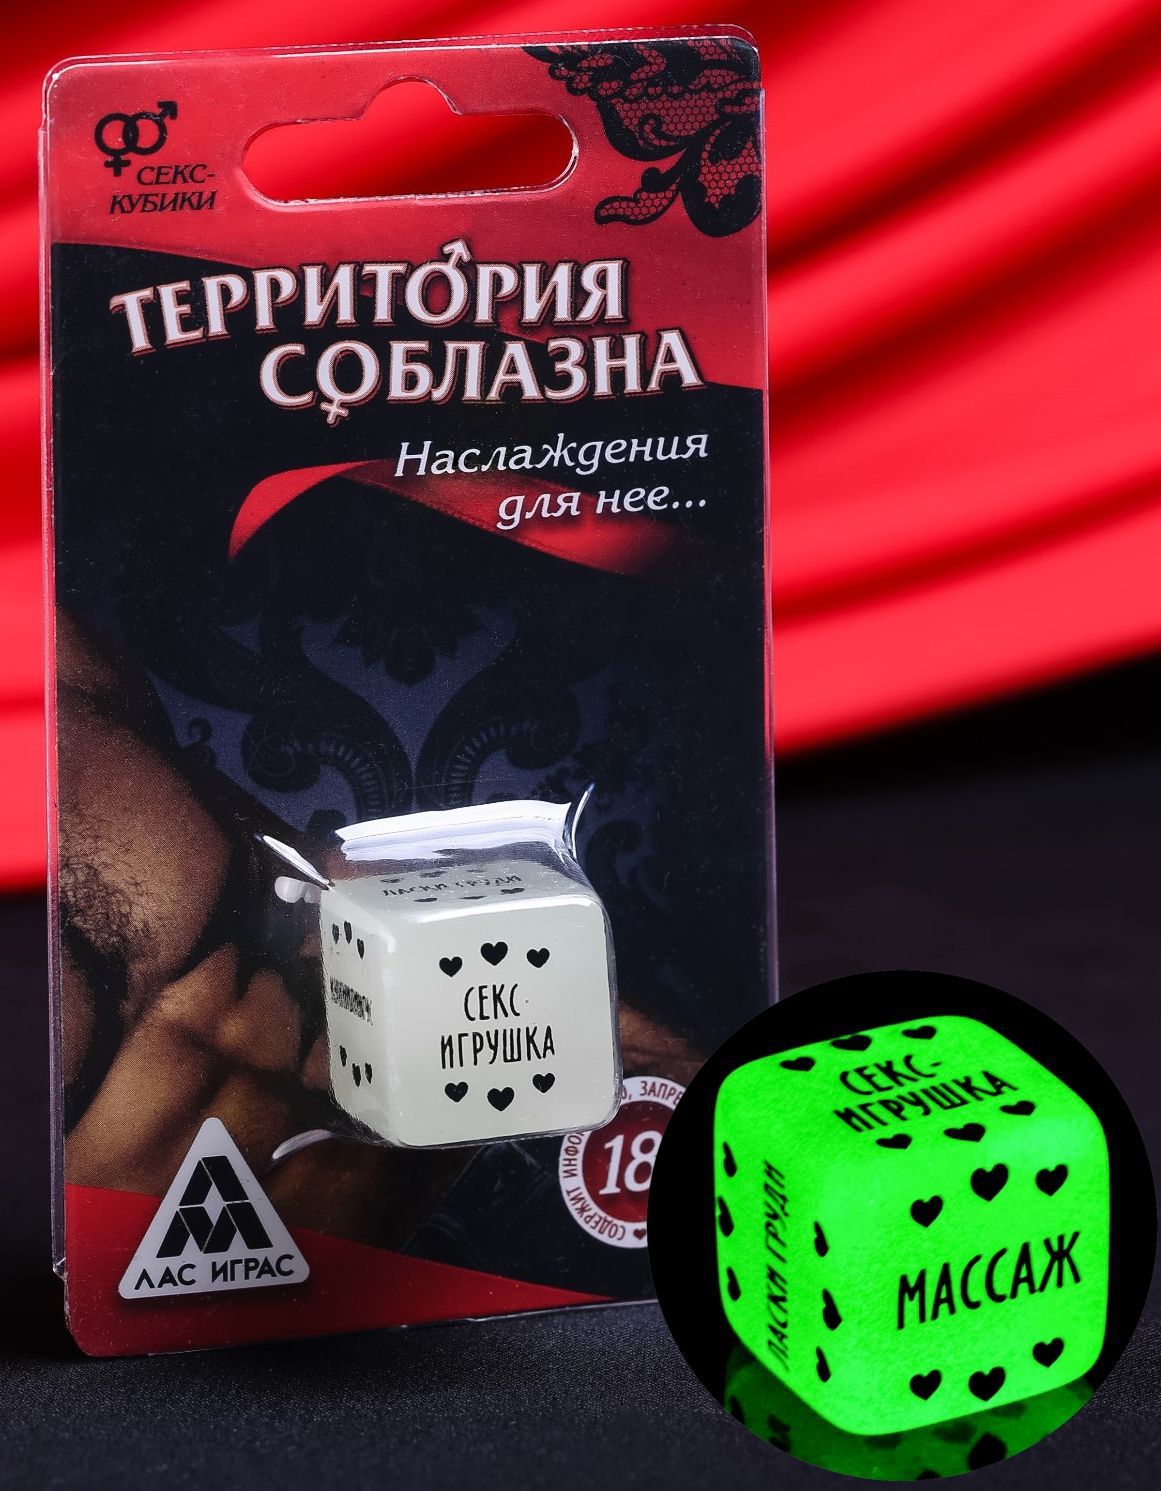 СЕКС-
КУБИКИ
ТЕРРИТОРИЯ
СОБЛАЗНА
Наслаждения
для нее...
ЛАСКИ ГРУДИ
СЕКС-
ИГРУШКА
18
СОДЕРЖИТ
ЛАС ИГРАС
СЕКС-
ИГРУШКА
ЛАСКИ ГРУДИ
МАССАЖ